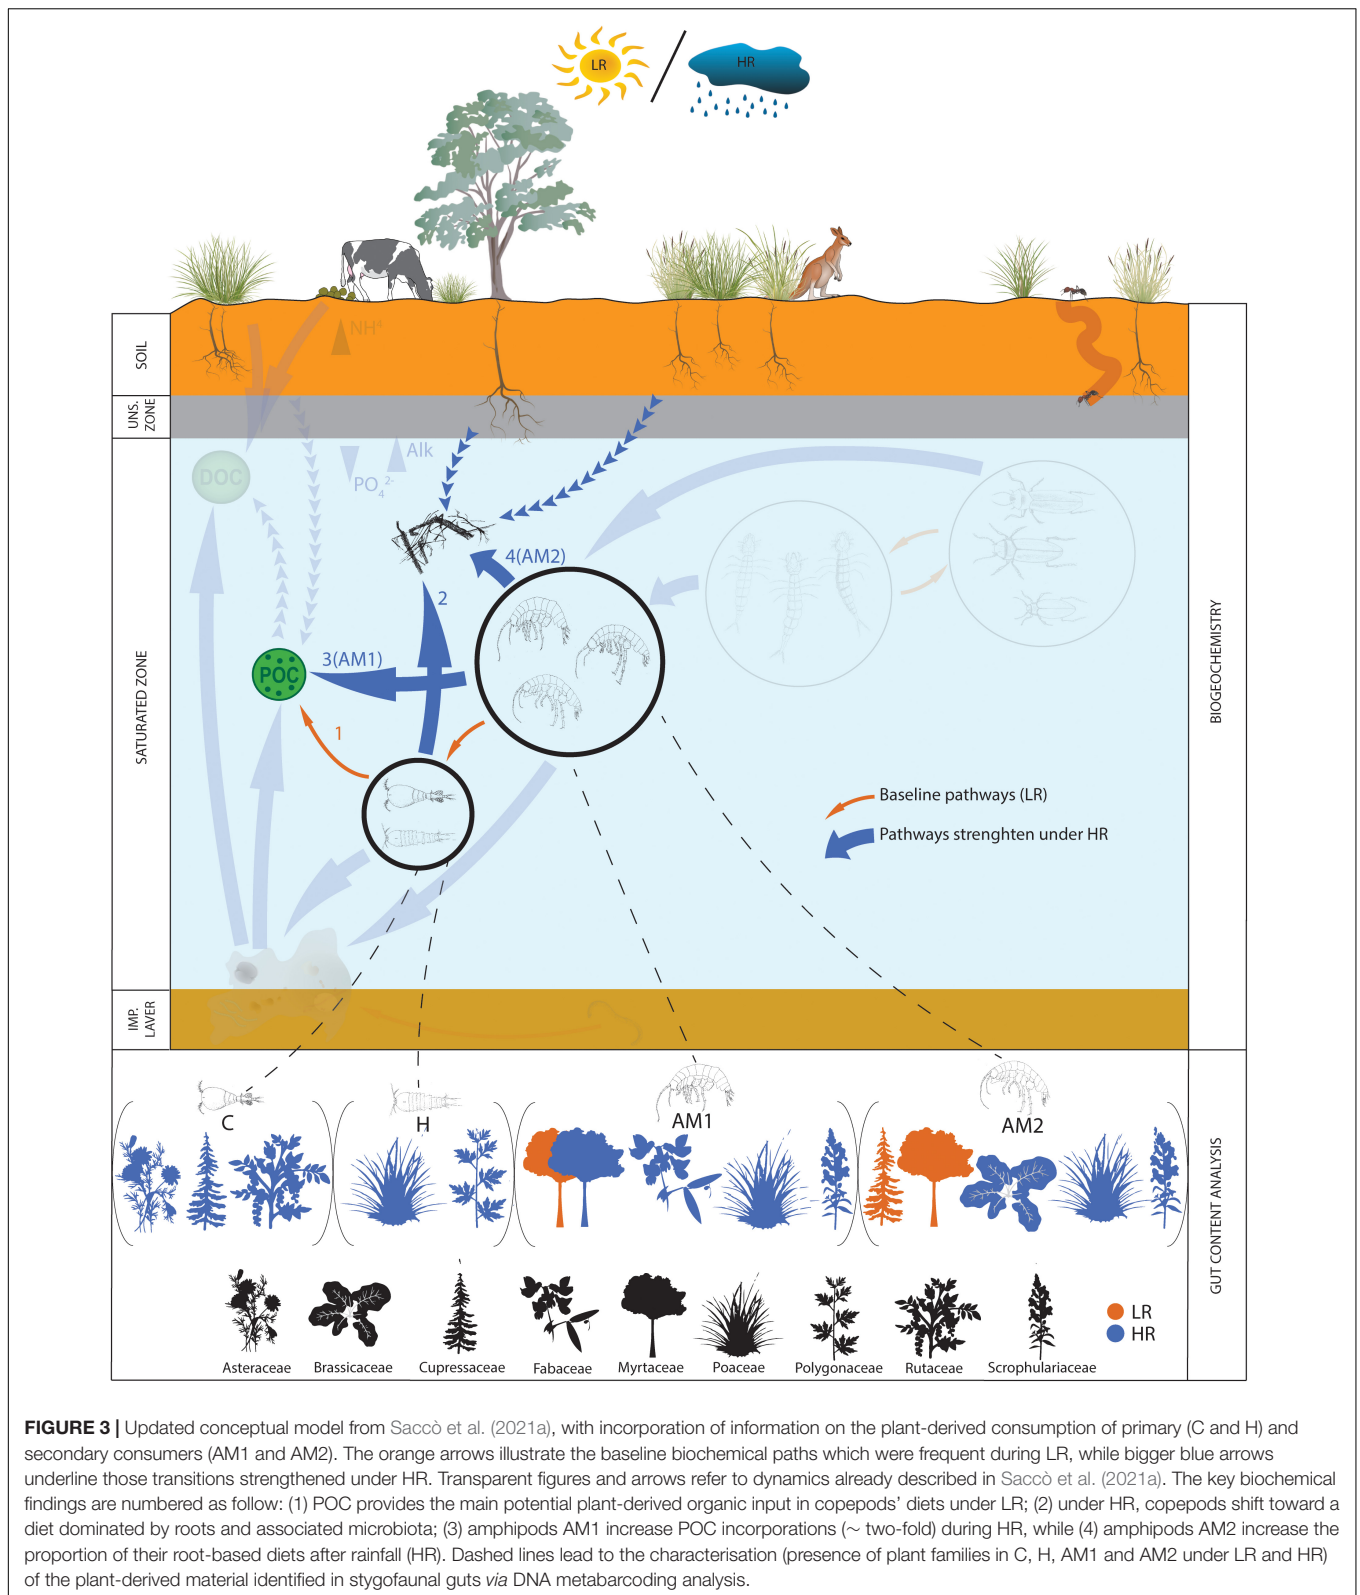 LR
HR
NH⁴
SOIL
UNS.
ZONE
Alk
PO₄²⁻
DOC
4(AM2)
2
3(AM1)
POC
1
SATURATED ZONE
BIOGEOCHEMISTRY
Baseline pathways (LR)
Pathways strenghten under HR
IMP.
LAVER
C
H
AM1
AM2
GUT CONTENT ANALYSIS
LR
HR
Asteraceae Brassicaceae Cupressaceae Fabaceae Myrtaceae Poaceae Polygonaceae Rutaceae Scrophulariaceae
FIGURE 3 | Updated conceptual model from Saccò et al. (2021a), with incorporation of information on the plant-derived consumption of primary (C and H) and
secondary consumers (AM1 and AM2). The orange arrows illustrate the baseline biochemical paths which were frequent during LR, while bigger blue arrows
underline those transitions strengthened under HR. Transparent figures and arrows refer to dynamics already described in Saccò et al. (2021a). The key biochemical
findings are numbered as follow: (1) POC provides the main potential plant-derived organic input in copepods' diets under LR; (2) under HR, copepods shift toward a
diet dominated by roots and associated microbiota; (3) amphipods AM1 increase POC incorporations (∼ two-fold) during HR, while (4) amphipods AM2 increase the
proportion of their root-based diets after rainfall (HR). Dashed lines lead to the characterisation (presence of plant families in C, H, AM1 and AM2 under LR and HR)
of the plant-derived material identified in stygofaunal guts via DNA metabarcoding analysis.